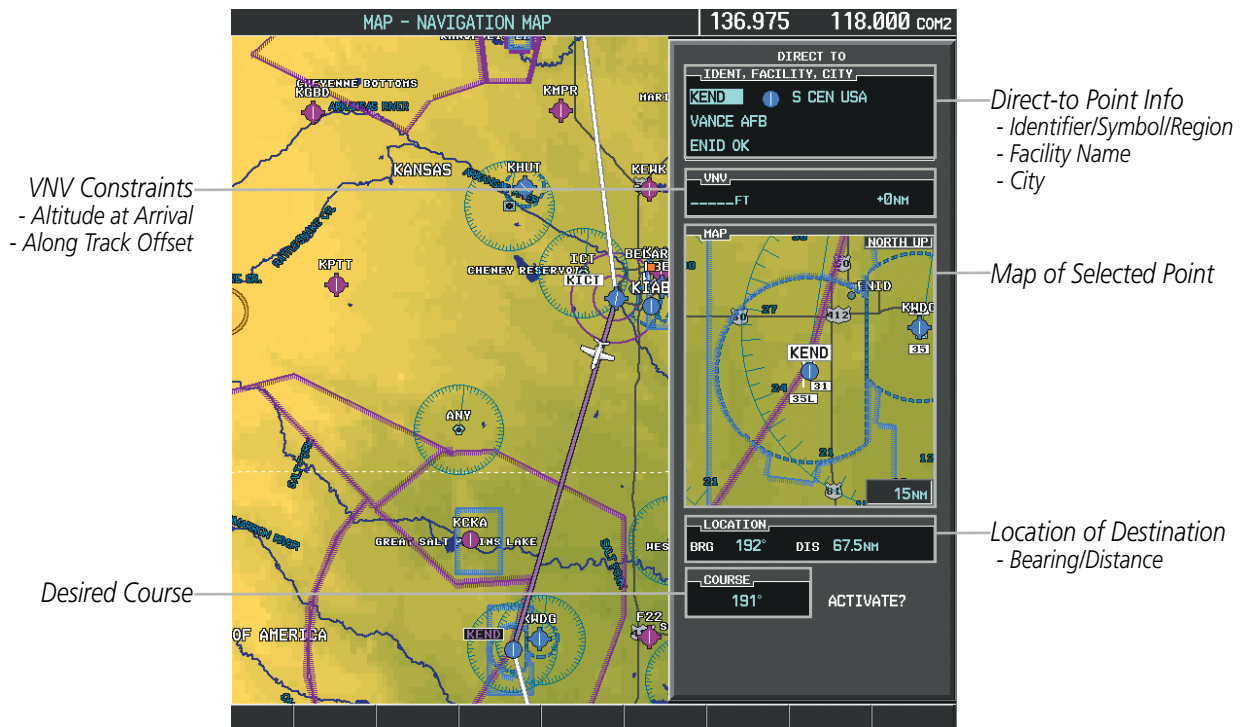 MAP - NAVIGATION MAP
136.975 118.000 COM2
VNV Constraints
- Altitude at Arrival
- Along Track Offset
Desired Course
CHEYENNE BOTTOMS
KGBD
ARKANSAS RIVER
KMPR
KANSAS
KHUT
KEWK
KPTT
CHENEY RESERVOIR
ICT
KICT
KIAB
ANY
KCKA
GREAT SALT PLAINS LAKE
OF AMERICA
KEND
KWDG
F22
DIRECT TO
IDENT, FACILITY, CITY
KEND S CEN USA
VANCE AFB
ENID OK
VNV
_____FT +0NM
MAP
NORTH UP
ENID
412
KWDG
35
27
KEND
24
31
35L
21
21
81
15NM
LOCATION
BRG 192° DIS 67.5NM
COURSE
191°
ACTIVATE?
Direct-to Point Info
- Identifier/Symbol/Region
- Facility Name
- City
Map of Selected Point
Location of Destination
- Bearing/Distance